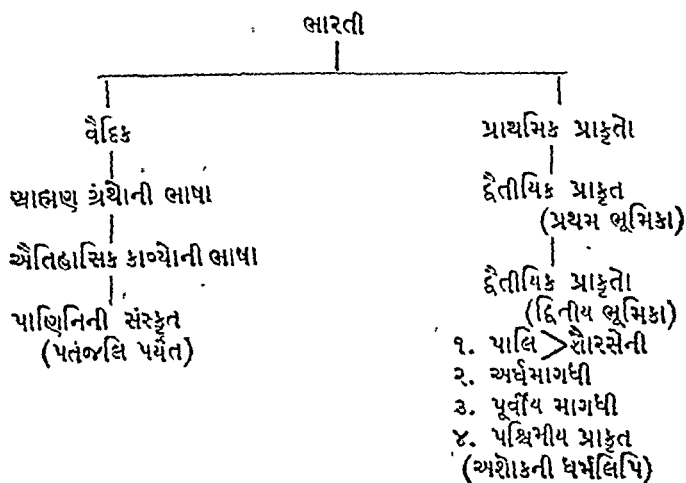 ભારતી
વૈદિક
બ્રાહ્મણ ગ્રંથોની ભાષા
ઐતિહાસિક કાવ્યોની ભાષા
પાણિનિની સંસ્કૃત
(પતંજલિ પર્યંત)
પ્રાથમિક પ્રાકૃતો
દ્વૈતીયિક પ્રાકૃત
(પ્રથમ ભૂમિકા)
દ્વૈતીયિક પ્રાકૃતો
(દ્વિતીય ભૂમિકા)
૧. પાલિ > શૌરસેની
૨. અર્ધમાગધી
૩. પૂર્વીય માગધી
૪. પશ્ચિમીય પ્રાકૃત
(અશોકની ધર્મલિપિ)